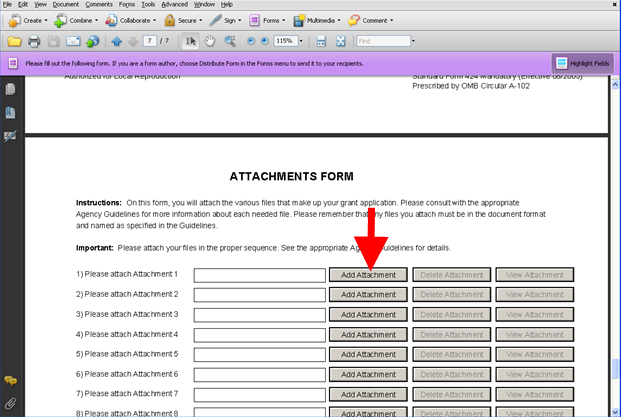 File Edit View Document Comments Forms Tools Advanced Window Help
Create Combine Collaborate Secure Sign Forms Multimedia Comment
7 / 7 115% Find
Please fill out the following form. If you are a form author, choose Distribute Form in the Forms menu to send it to your recipients. Highlight Fields
Authorized for Local Reproduction Standard Form 424 Mandatory (Effective 08/2005)
Prescribed by OMB Circular A-102
ATTACHMENTS FORM
Instructions: On this form, you will attach the various files that make up your grant application. Please consult with the appropriate
Agency Guidelines for more information about each needed file. Please remember that any files you attach must be in the document format
and named as specified in the Guidelines.
Important: Please attach your files in the proper sequence. See the appropriate Agency Guidelines for details.
1) Please attach Attachment 1 Add Attachment Delete Attachment View Attachment
2) Please attach Attachment 2 Add Attachment Delete Attachment View Attachment
3) Please attach Attachment 3 Add Attachment Delete Attachment View Attachment
4) Please attach Attachment 4 Add Attachment Delete Attachment View Attachment
5) Please attach Attachment 5 Add Attachment Delete Attachment View Attachment
6) Please attach Attachment 6 Add Attachment Delete Attachment View Attachment
7) Please attach Attachment 7 Add Attachment Delete Attachment View Attachment
8) Please attach Attachment 8 Add Attachment Delete Attachment View Attachment